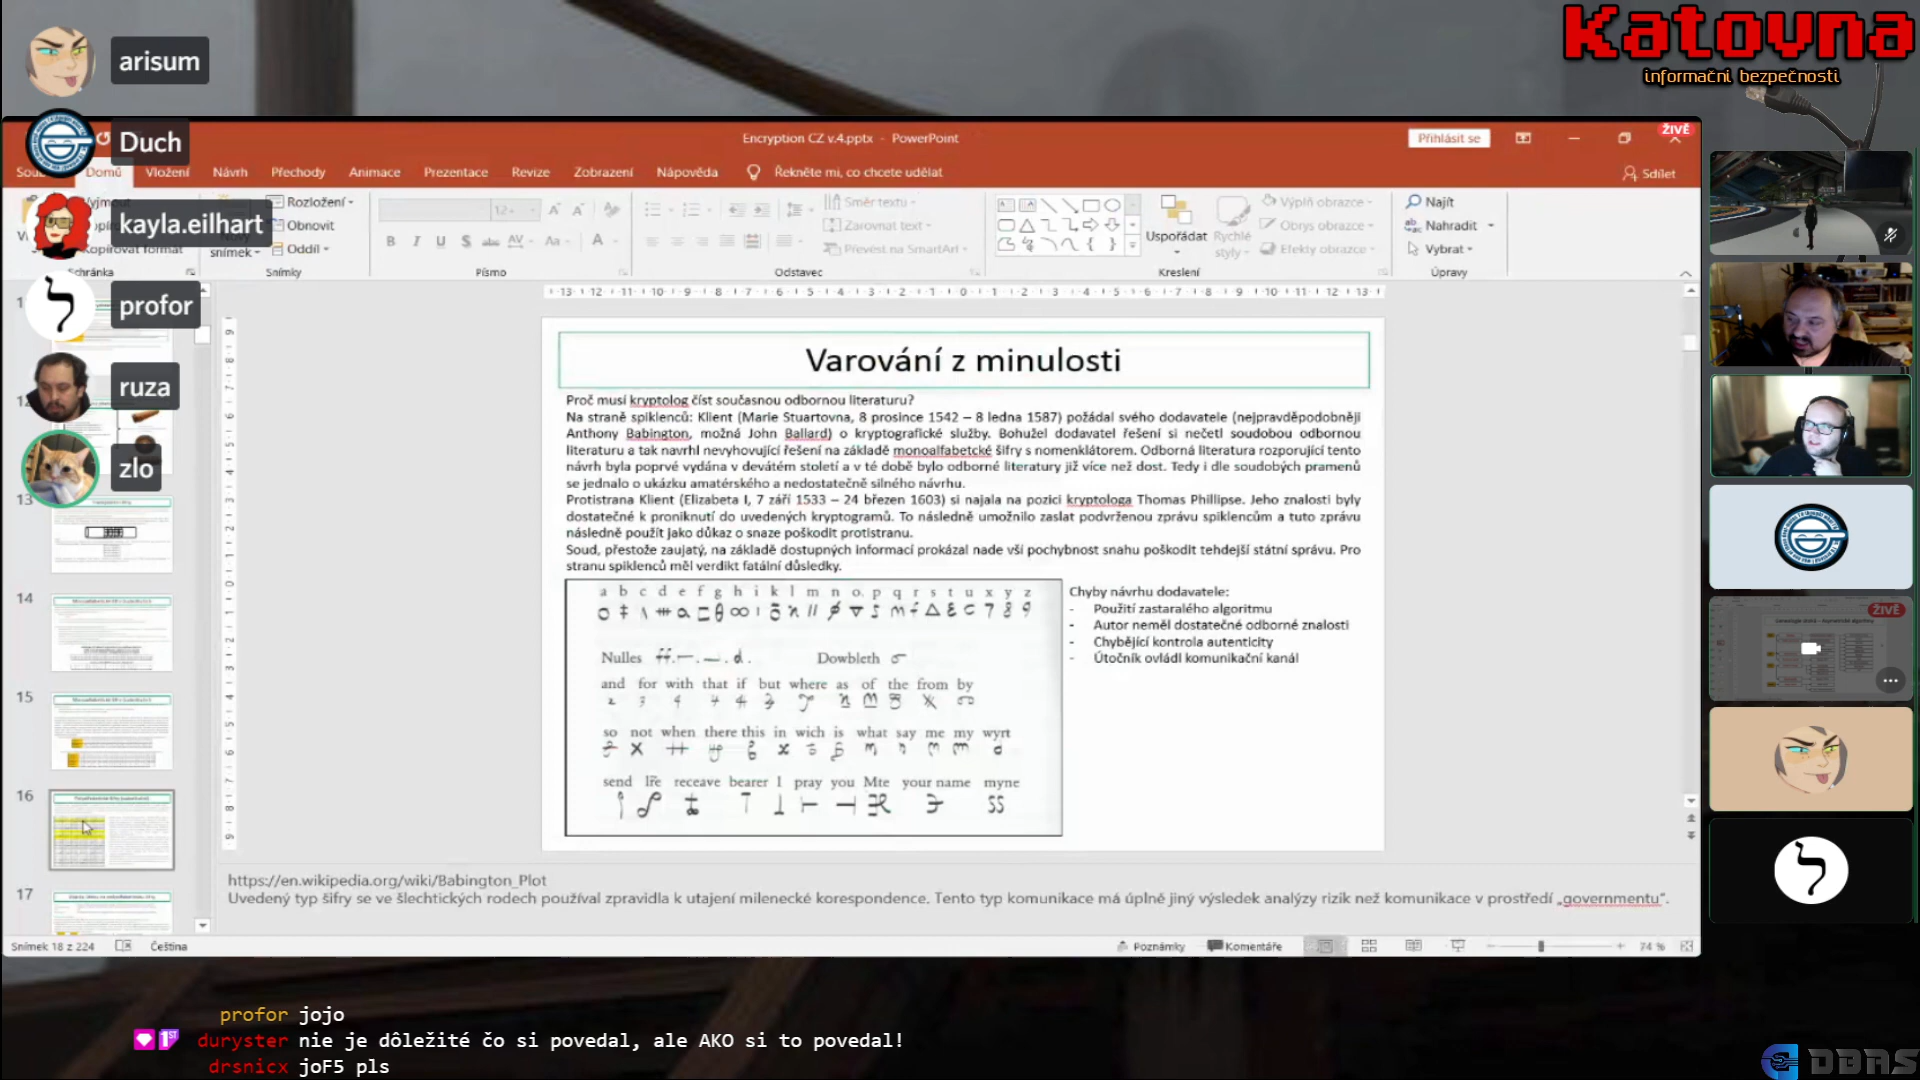 Katovna
informační bezpečnosti
arisum
Duch
kayla.eilhart
profor
ruza
zlo
Encryption CZ v.4.pptx - PowerPoint
Přihlásit se
ŽIVĚ
Domů Vložení Návrh Přechody Animace Prezentace Revize Zobrazení Nápověda Řekněte mi, co chcete udělat
Sdílet
Vyjmout
Kopírovat formát
Schránka
Rozložení
Obnovit
Oddíl
snímek
Snímky
12
Písmo
Směr textu
Zarovnat text
Převést na SmartArt
Odstavec
Uspořádat
Rychlé
styly
Výplň obrazce
Obrys obrazce
Efekty obrazce
Kreslení
Najít
Nahradit
Vybrat
Úpravy
13
14
15
16
17
Varování z minulosti
Proč musí kryptolog číst současnou odbornou literaturu?
Na straně spiklenců: Klient (Marie Stuartovna, 8 prosince 1542 – 8 ledna 1587) požádal svého dodavatele (nejpravděpodobněji
Anthony Babington, možná John Ballard) o kryptografické služby. Bohužel dodavatel řešení si nečetl soudobou odbornou
literaturu a tak navrhl nevyhovující řešení na základě monoalfabetcké šifry s nomenklátorem. Odborná literatura rozporující tento
návrh byla poprvé vydána v devátém století a v té době bylo odborné literatury již více než dost. Tedy i dle soudobých pramenů
se jednalo o ukázku amatérského a nedostatečně silného návrhu.
Protistrana Klient (Elizabeta I, 7 září 1533 – 24 březen 1603) si najala na pozici kryptologa Thomas Phillipse. Jeho znalosti byly
dostatečné k proniknutí do uvedených kryptogramů. To následně umožnilo zaslat podvrženou zprávu spiklencům a tuto zprávu
následně použít jako důkaz o snaze poškodit protistranu.
Soud, přestože zaujatý, na základě dostupných informací prokázal nade vší pochybnost snahu poškodit tehdejší státní správu. Pro
stranu spiklenců měl verdikt fatální důsledky.
a b c d e f g h i k l m n o. p q r s t u x y z
Nulles
Dowbleth
and for with that if but where as of the from by
so not when there this in wich is what say me my wyrt
send lre receave bearer I pray you Mte your name myne
Chyby návrhu dodavatele:
- Použití zastaralého algoritmu
- Autor neměl dostatečné odborné znalosti
- Chybějící kontrola autenticity
- Útočník ovládl komunikační kanál
https://en.wikipedia.org/wiki/Babington_Plot
Uvedený typ šifry se ve šlechtických rodech používal zpravidla k utajení milenecké korespondence. Tento typ komunikace má úplně jiný výsledek analýzy rizik než komunikace v prostředí „governmentu“.
Snímek 18 z 224
Čeština
Poznámky
Komentáře
74 %
ŽIVĚ
profor jojo
1ST duryster nie je dôležité čo si povedal, ale AKO si to povedal!
drsnicx joF5 pls
DBAS